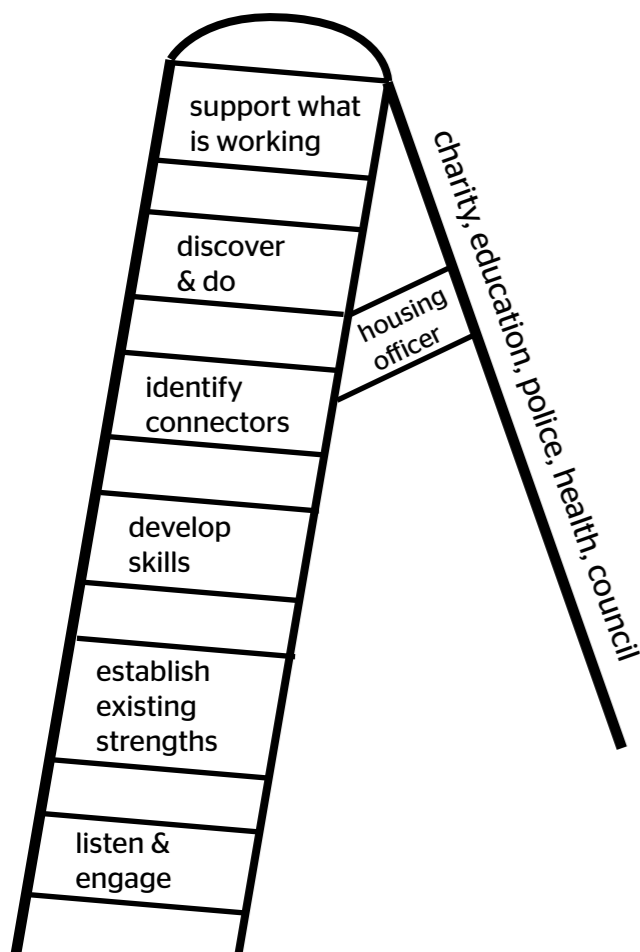 support what
is working
discover
& do
identify
connectors
develop
skills
establish
existing
strengths
listen &
engage
housing
officer
charity, education, police, health, council